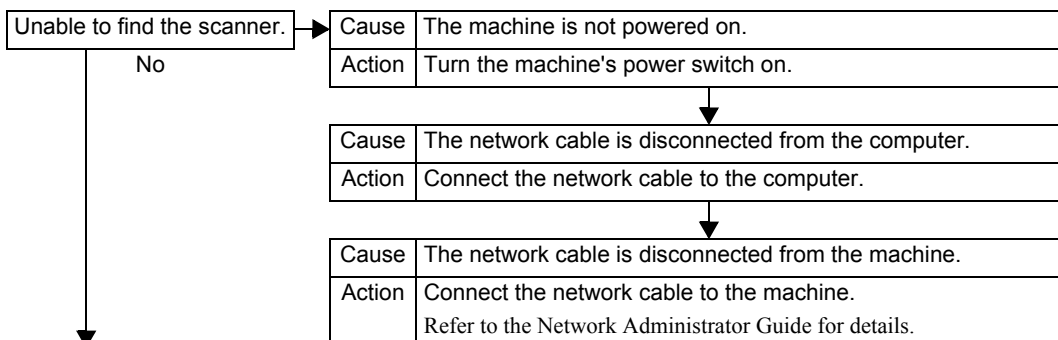 Unable to find the scanner.
No
Cause The machine is not powered on.
Action Turn the machine's power switch on.
Cause The network cable is disconnected from the computer.
Action Connect the network cable to the computer.
Cause The network cable is disconnected from the machine.
Action Connect the network cable to the machine.
Refer to the Network Administrator Guide for details.